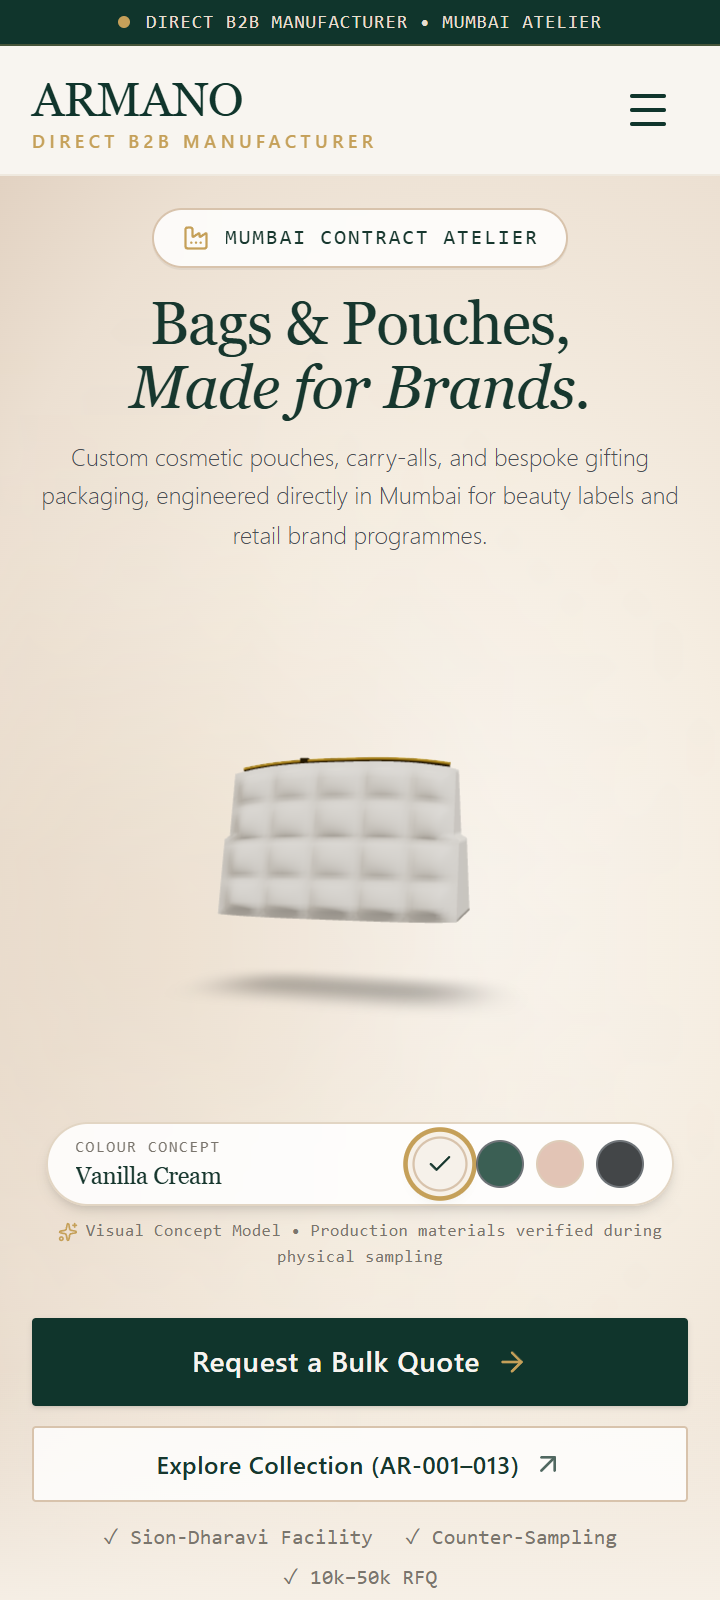 DIRECT B2B MANUFACTURER • MUMBAI ATELIER
ARMANO
DIRECT B2B MANUFACTURER
MUMBAI CONTRACT ATELIER
Bags & Pouches,
Made for Brands.
Custom cosmetic pouches, carry-alls, and bespoke gifting
packaging, engineered directly in Mumbai for beauty labels and
retail brand programmes.
COLOUR CONCEPT
Vanilla Cream
Visual Concept Model • Production materials verified during
physical sampling
Request a Bulk Quote →
Explore Collection (AR-001–013) ↗
✓ Sion-Dharavi Facility ✓ Counter-Sampling
✓ 10k–50k RFQ